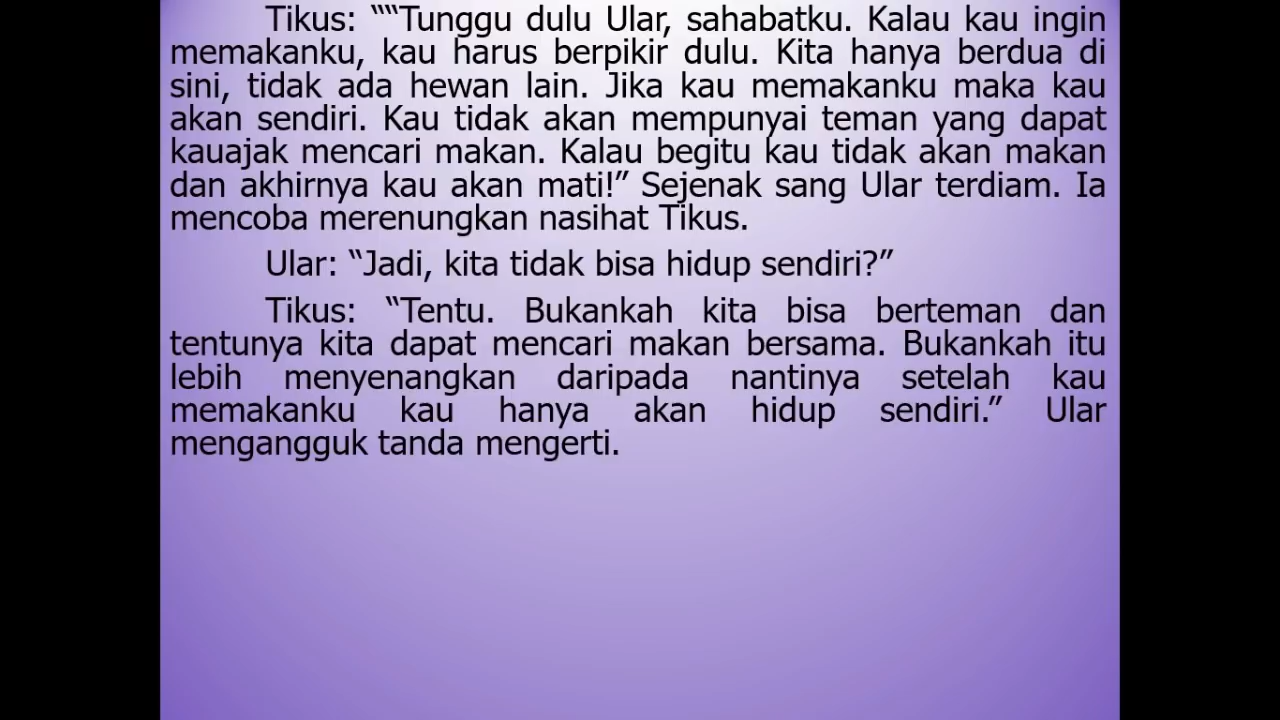 Tikus: ““Tunggu dulu Ular, sahabatku. Kalau kau ingin
memakanku, kau harus berpikir dulu. Kita hanya berdua di
sini, tidak ada hewan lain. Jika kau memakanku maka kau
akan sendiri. Kau tidak akan mempunyai teman yang dapat
kauajak mencari makan. Kalau begitu kau tidak akan makan
dan akhirnya kau akan mati!” Sejenak sang Ular terdiam. Ia
mencoba merenungkan nasihat Tikus.
Ular: “Jadi, kita tidak bisa hidup sendiri?”
Tikus: “Tentu. Bukankah kita bisa berteman dan
tentunya kita dapat mencari makan bersama. Bukankah itu
lebih menyenangkan daripada nantinya setelah kau
memakanku kau hanya akan hidup sendiri.” Ular
mengangguk tanda mengerti.